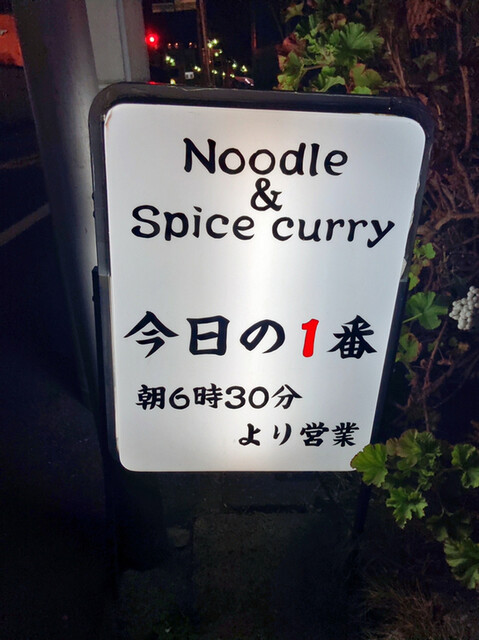 Noodle
&
Spice curry
今日の1番
朝6時30分
より営業